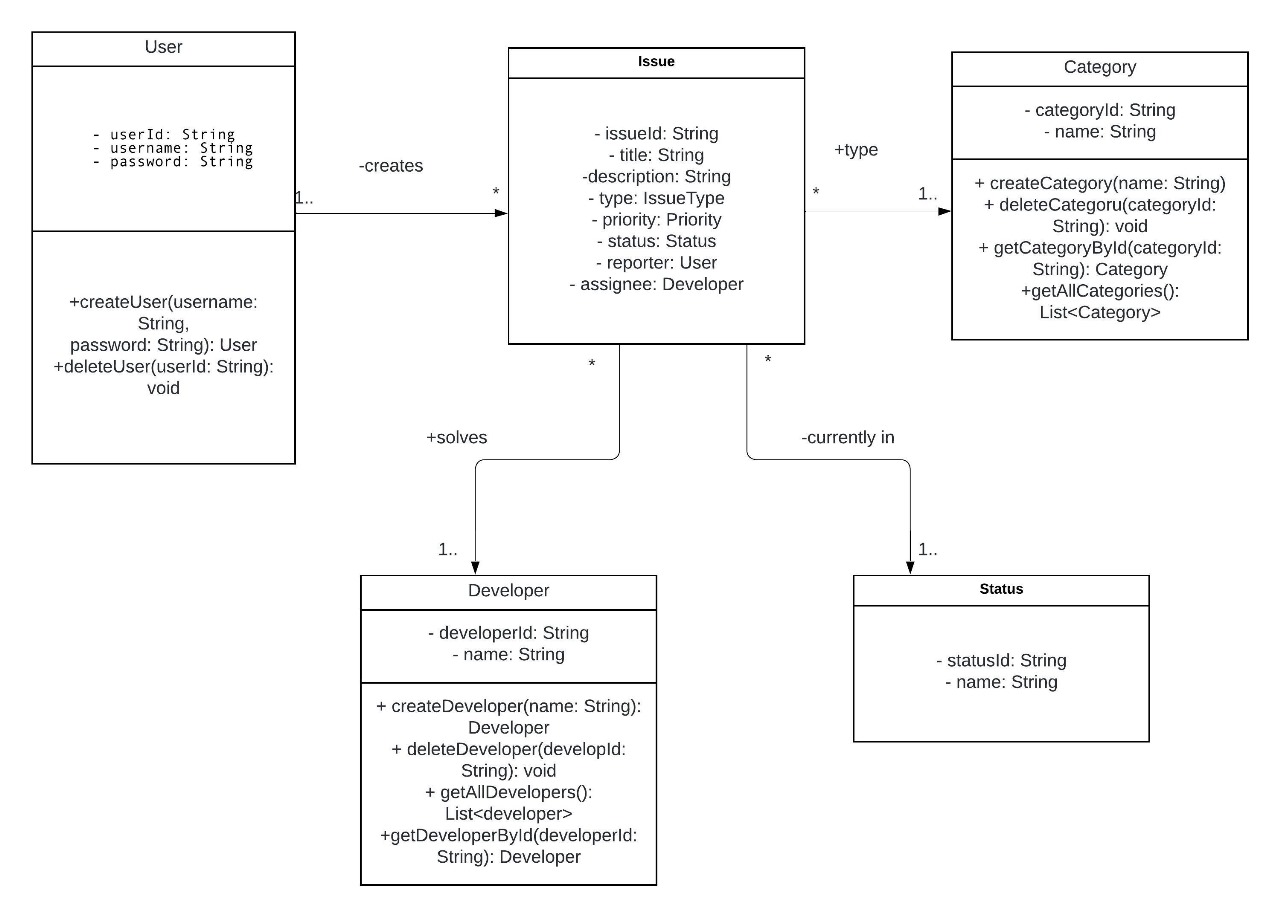 User
- userId: String
- username: String
- password: String
+createUser(username:
String,
password: String): User
+deleteUser(userId: String):
void
-creates
1..
*
Issue
- issueId: String
- title: String
-description: String
- type: IssueType
- priority: Priority
- status: Status
- reporter: User
- assignee: Developer
+type
*
1..
Category
- categoryId: String
- name: String
+ createCategory(name: String)
+ deleteCategoru(categoryId:
String): void
+ getCategoryById(categoryId:
String): Category
+getAllCategories():
List<Category>
*
+solves
1..
*
-currently in
1..
Developer
- developerId: String
- name: String
+ createDeveloper(name: String):
Developer
+ deleteDeveloper(developId:
String): void
+ getAllDevelopers():
List<developer>
+getDeveloperById(developerId:
String): Developer
Status
- statusId: String
- name: String